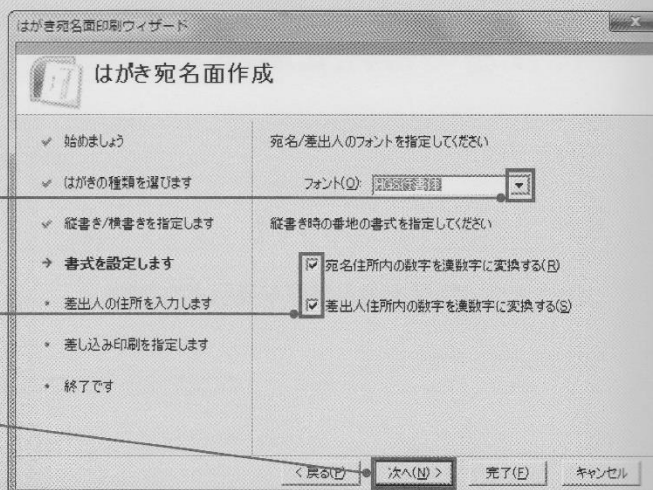 はがき宛名面印刷ウィザード
はがき宛名面作成
始めましょう
はがきの種類を選びます
縦書き/横書きを指定します
書式を設定します
差出人の住所を入力します
差し込み印刷を指定します
終了です
宛名/差出人のフォントを指定してください
フォント(O):
縦書き時の番地の書式を指定してください
宛名住所内の数字を漢数字に変換する(R)
差出人住所内の数字を漢数字に変換する(S)
< 戻る(P)
次へ(N) >
完了(F)
キャンセル